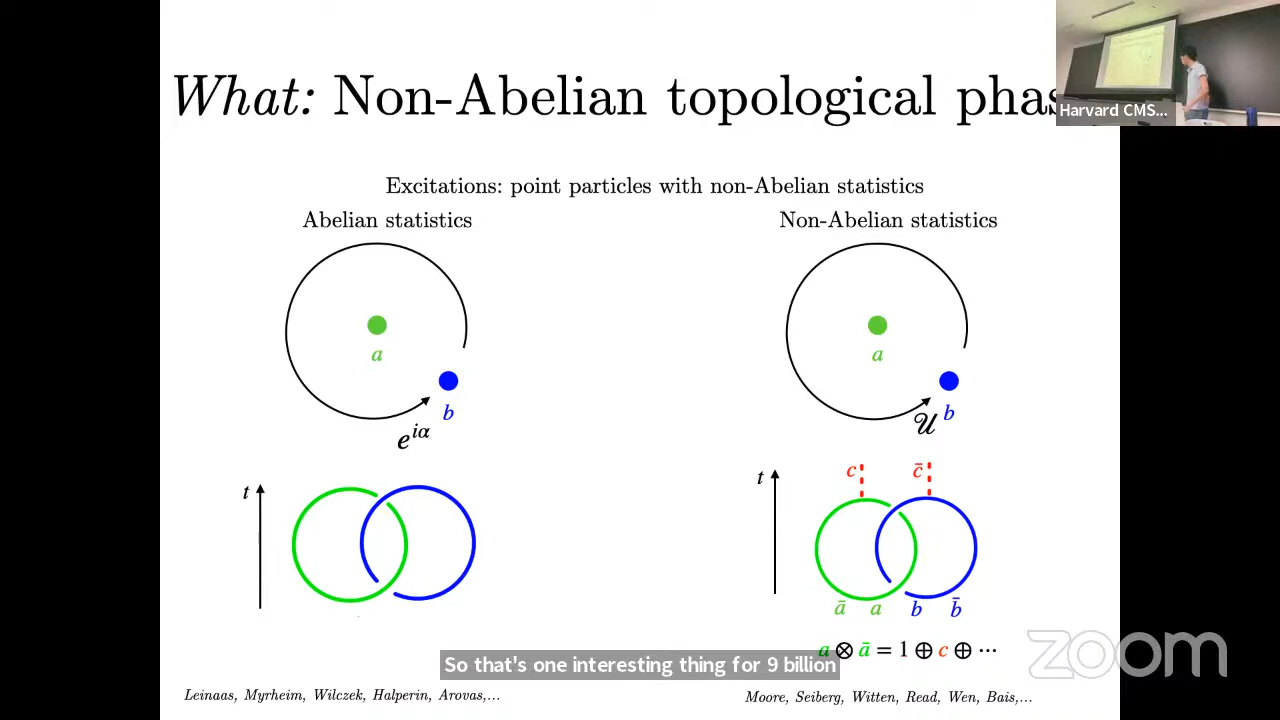 What: Non-Abelian topological phas
Harvard CMS...
Excitations: point particles with non-Abelian statistics
Abelian statistics
Non-Abelian statistics
a
a
b
b
e^{iα}
𝒰
t
t
c
c̄
ā a b b̄
a ⊗ ā = 1 ⊕ c ⊕ ···
So that's one interesting thing for 9 billion
zoom
Leinaas, Myrheim, Wilczek, Halperin, Arovas,...
Moore, Seiberg, Witten, Read, Wen, Bais,...